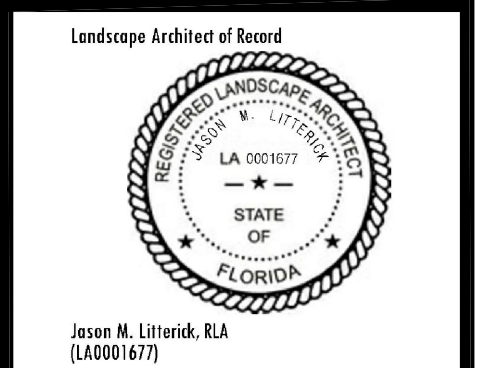 Landscape Architect of Record
REGISTERED LANDSCAPE ARCHITECT
JASON M. LITTERICK
LA 0001677
STATE
OF
FLORIDA
Jason M. Litterick, RLA
(LA0001677)